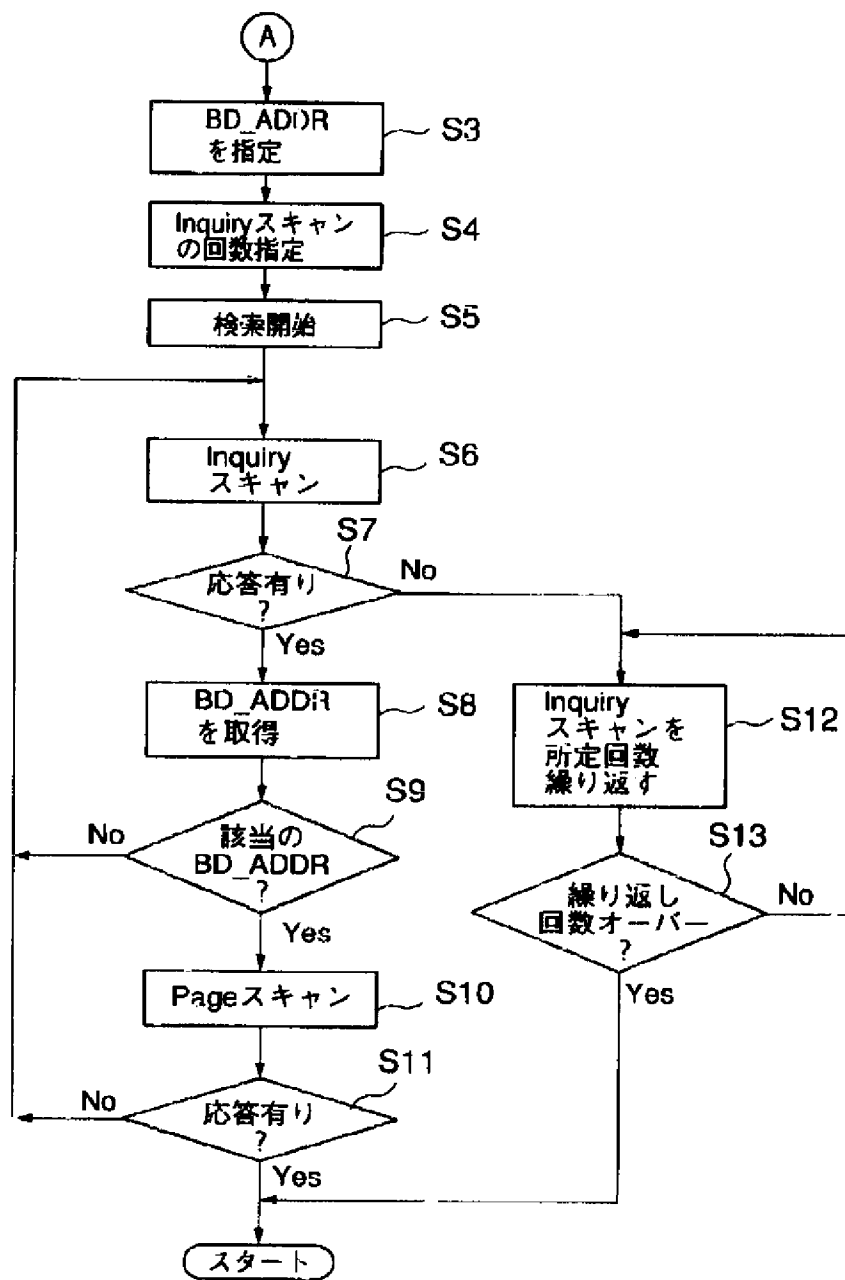 A
BD_ADDR
を指定
S3
Inquiryスキャン
の回数指定
S4
検索開始
S5
Inquiry
スキャン
S6
S7
応答有り
?
No
Yes
BD_ADDR
を取得
S8
Inquiry
スキャンを
所定回数
繰り返す
S12
S9
該当の
BD_ADDR
?
No
Yes
S13
繰り返し
回数オーバー
?
No
Yes
Pageスキャン
S10
S11
応答有り
?
No
Yes
スタート